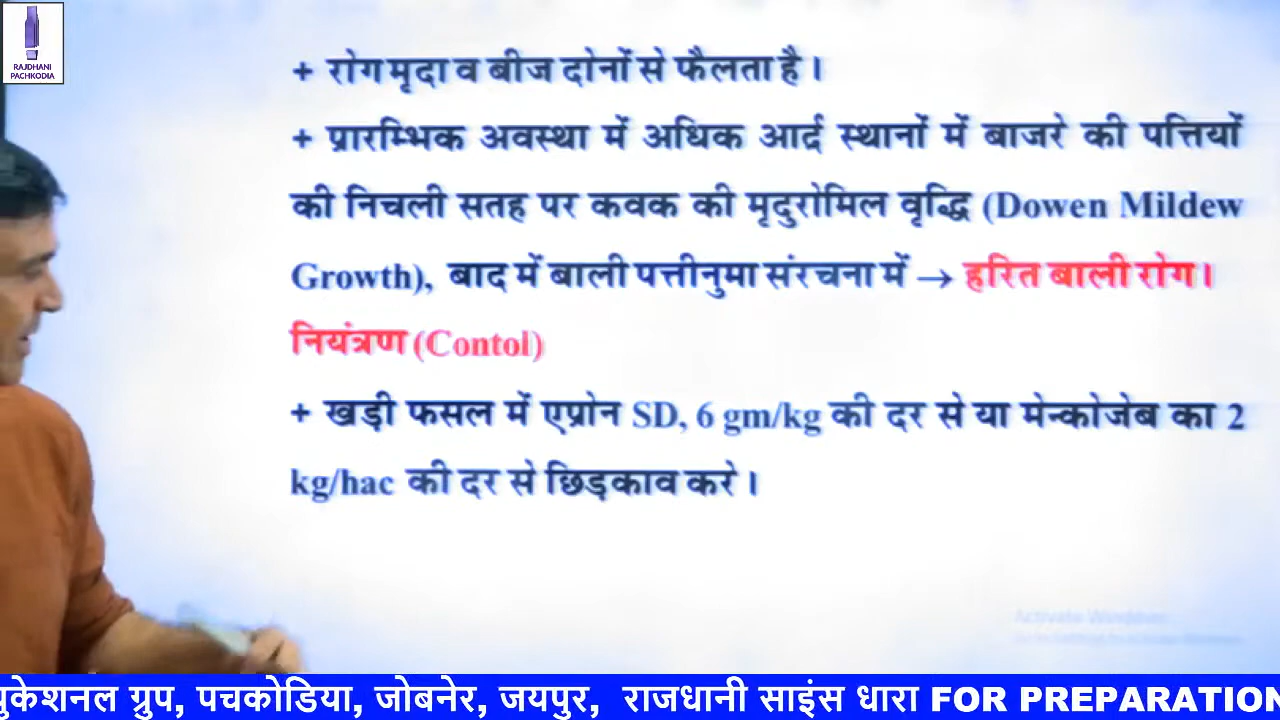 RAJDHANI
PACHKODIA
+ रोग मृदा व बीज दोनों से फैलता है।
+ प्रारम्भिक अवस्था में अधिक आर्द्र स्थानों में बाजरे की पत्तियों
की निचली सतह पर कवक की मृदुरोमिल वृद्धि (Dowen Mildew
Growth), बाद में बाली पत्तीनुमा संरचना में → हरित बाली रोग।
नियंत्रण (Contol)
+ खड़ी फसल में एप्रोन SD, 6 gm/kg की दर से या मेन्कोजेब का 2
kg/hac की दर से छिड़काव करे।
Activate Windows
युकेशनल ग्रुप, पचकोडिया, जोबनेर, जयपुर, राजधानी साइंस धारा FOR PREPARATION